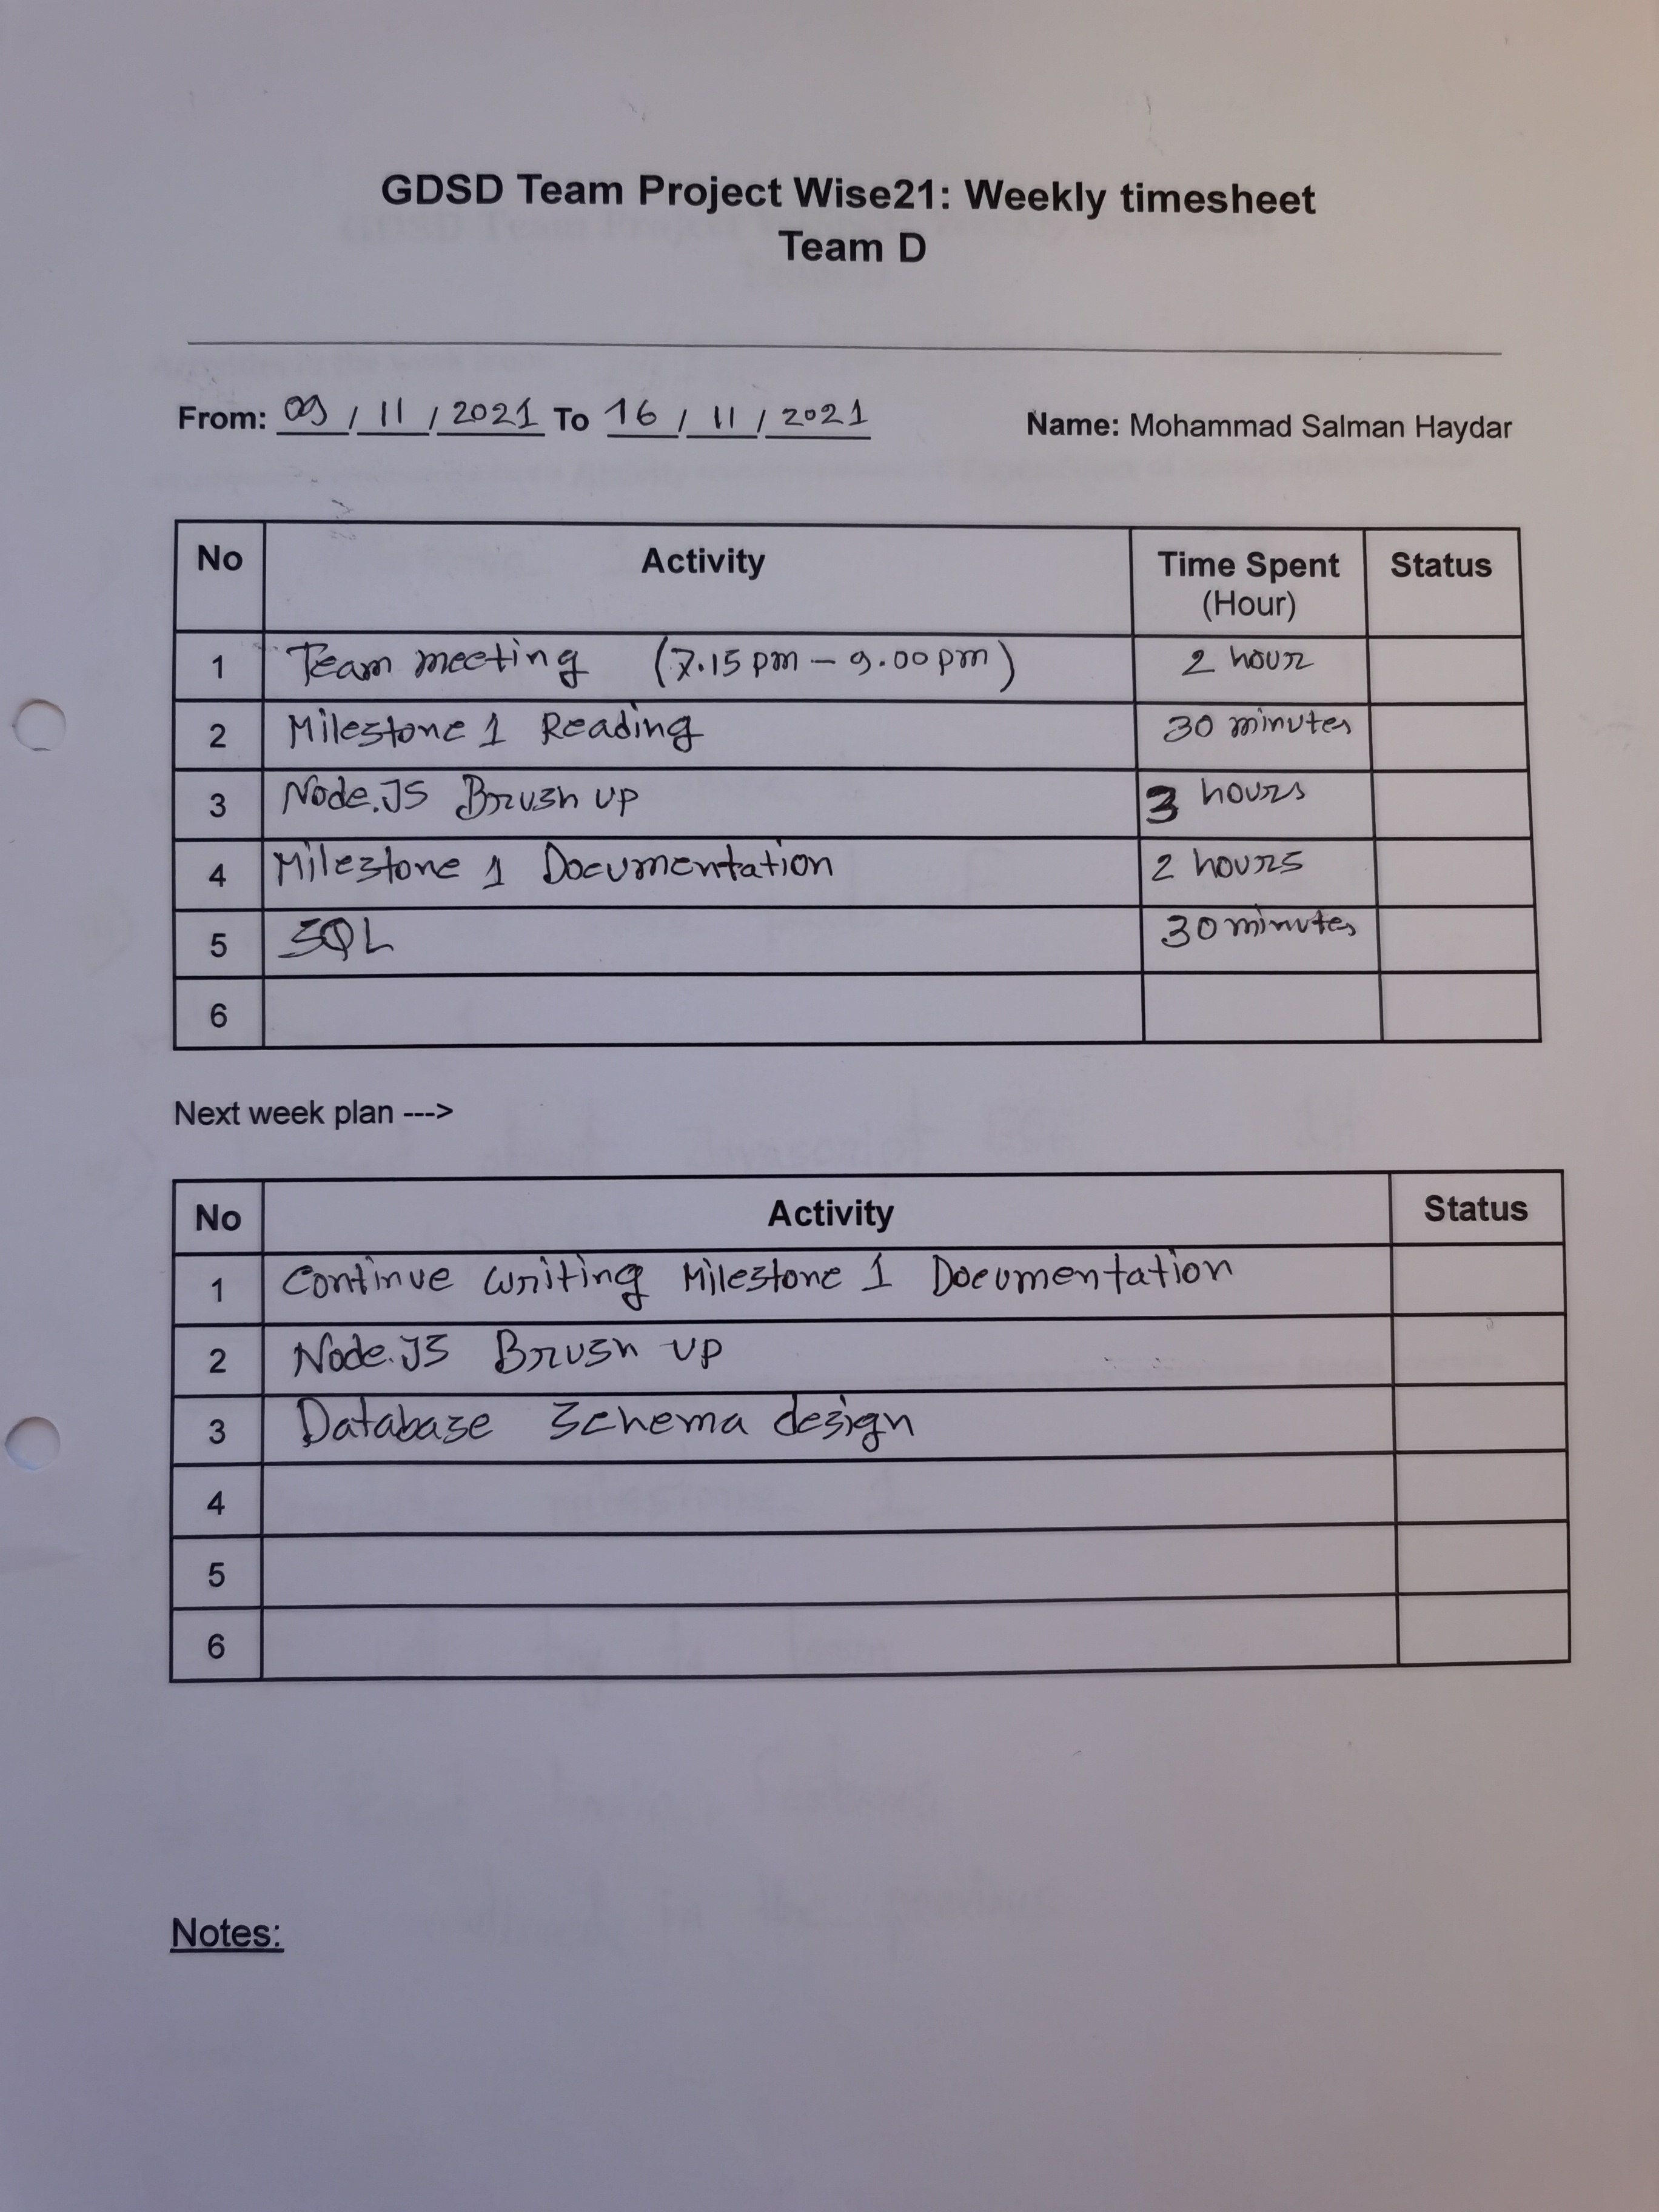 GDSD Team Project Wise21: Weekly timesheet
Team D
From: 09 / 11 / 2021 To 16 / 11 / 2021 Name: Mohammad Salman Haydar
No Activity Time Spent (Hour) Status
1 Team meeting (7.15 pm – 9.00 pm) 2 hour
2 Milestone 1 Reading 30 minutes
3 Node.JS Brush up 3 hours
4 Milestone 1 Documentation 2 hours
5 SQL 30 minutes
6
Next week plan --->
No Activity Status
1 Continue writing Milestone 1 Documentation
2 Node.JS Brush up
3 Database Schema design
4
5
6
Notes: